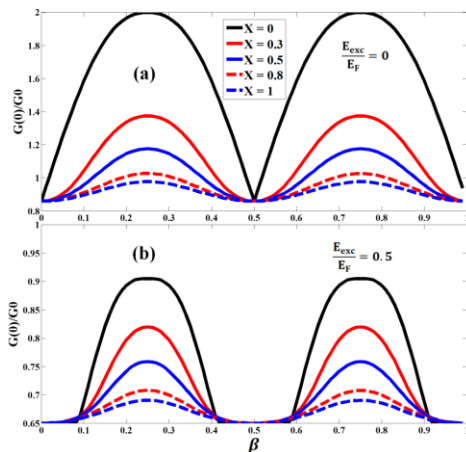 2
1.8
1.6
1.4
1.2
1
0.8
G(0)/G0
(a)
X = 0
X = 0.3
X = 0.5
X = 0.8
X = 1
E_exc/E_F = 0
0 0.1 0.2 0.3 0.4 0.5 0.6 0.7 0.8 0.9
1
0.95
0.9
0.85
0.8
0.75
0.7
0.65
G(0)/G0
(b)
E_exc/E_F = 0.5
0 0.1 0.2 0.3 0.4 0.5 0.6 0.7 0.8 0.9
β